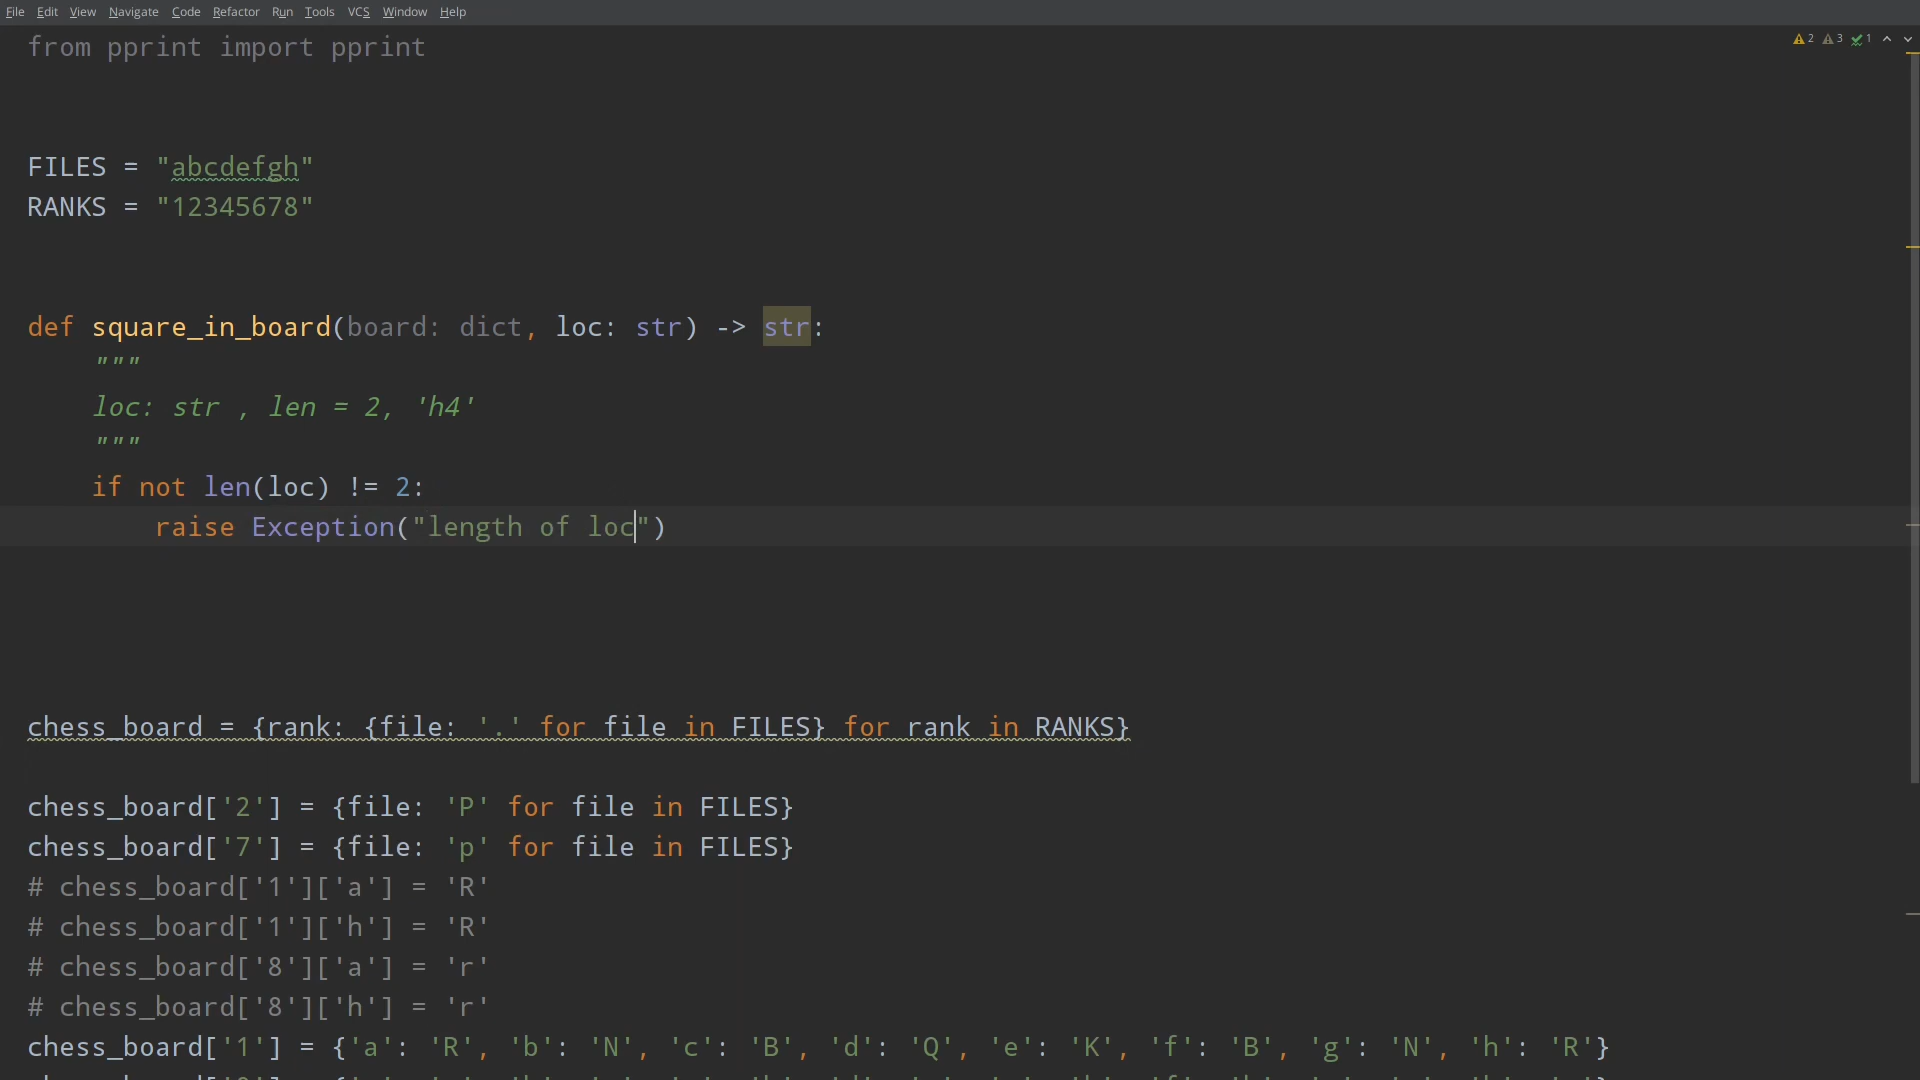 File Edit View Navigate Code Refactor Run Tools VCS Window Help
2 3 1
from pprint import pprint
FILES = "abcdefgh"
RANKS = "12345678"
def square_in_board(board: dict, loc: str) -> str:
"""
loc: str , len = 2, 'h4'
"""
if not len(loc) != 2:
raise Exception("length of loc")
chess_board = {rank: {file: '.' for file in FILES} for rank in RANKS}
chess_board['2'] = {file: 'P' for file in FILES}
chess_board['7'] = {file: 'p' for file in FILES}
# chess_board['1']['a'] = 'R'
# chess_board['1']['h'] = 'R'
# chess_board['8']['a'] = 'r'
# chess_board['8']['h'] = 'r'
chess_board['1'] = {'a': 'R', 'b': 'N', 'c': 'B', 'd': 'Q', 'e': 'K', 'f': 'B', 'g': 'N', 'h': 'R'}